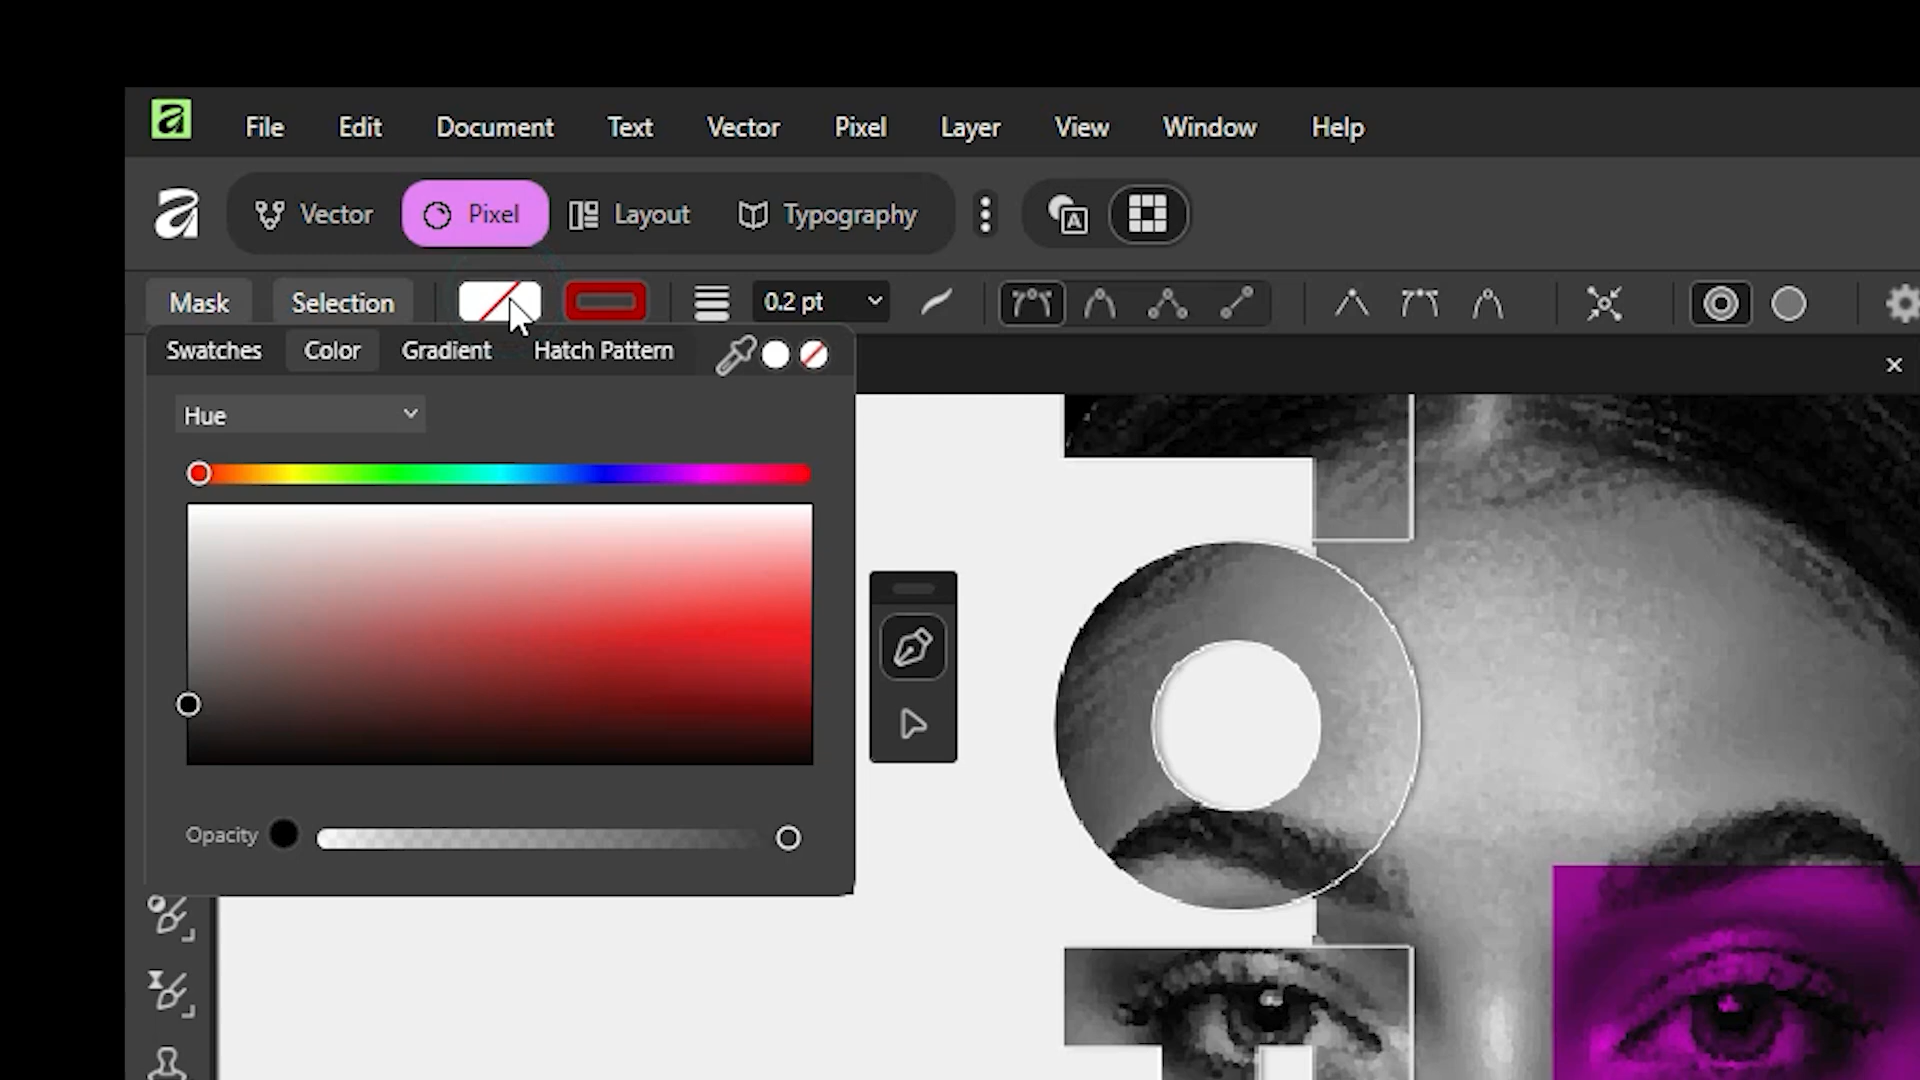 File Edit Document Text Vector Pixel Layer View Window Help
Vector Pixel Layout Typography
Mask Selection 0.2 pt
Swatches Color Gradient Hatch Pattern
Hue
Opacity